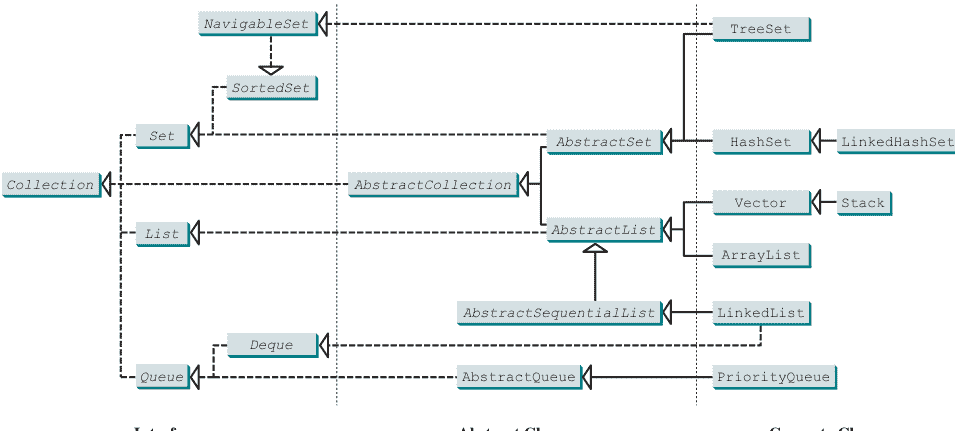 NavigableSet
TreeSet
SortedSet
Set
AbstractSet
HashSet
LinkedHashSet
Collection
AbstractCollection
Vector
Stack
List
AbstractList
ArrayList
AbstractSequentialList
LinkedList
Deque
Queue
AbstractQueue
PriorityQueue